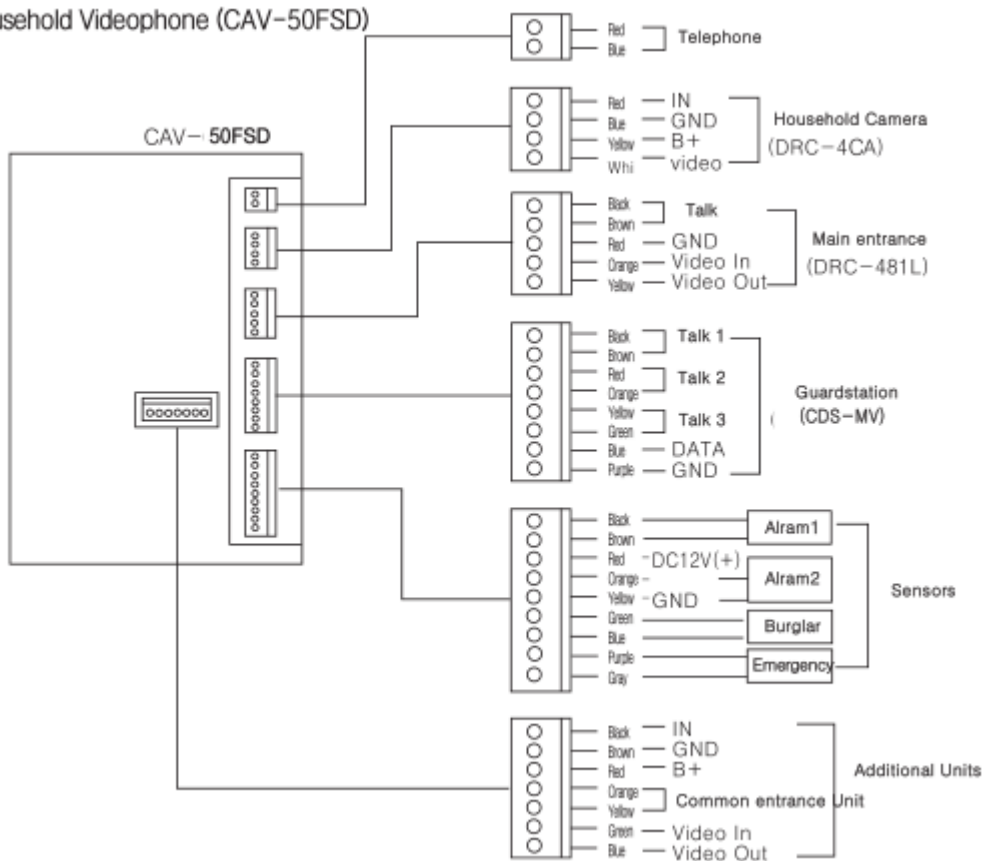 usehold Videophone (CAV-50FSD)
CAV- 50FSD
Red
Blue
Telephone
Red — IN
Blue — GND
Yellow — B+
Whi video
Household Camera
(DRC-4CA)
Black
Brown
Talk
Red — GND
Orange — Video In
Yellow — Video Out
Main entrance
(DRC-481L)
Black
Brown
Talk 1
Red
Orange
Talk 2
Yellow
Green
Talk 3
Blue — DATA
Purple — GND
Guardstation
(CDS-MV)
(
Black
Brown
Alram1
Red -DC12V(+)
Orange -
Alram2
Yellow -GND
Green
Blue
Burglar
Purple
Gray
Emergency
Sensors
Black — IN
Brown — GND
Red — B+
Orange
Yellow
Common entrance Unit
Green — Video In
Blue — Video Out
Additional Units